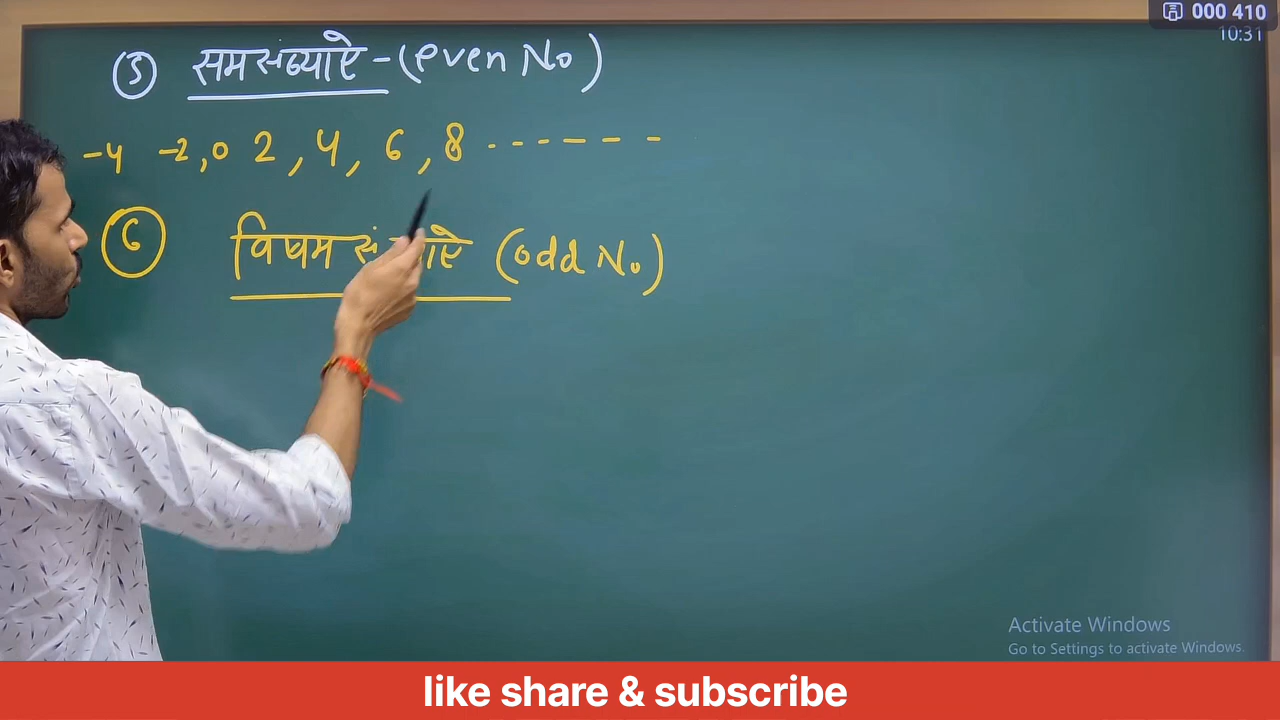 000 410
10:31
(5) समसंख्याऐ - (even No)
-4 -2,0 2, 4, 6, 8 - - - - - -
(6) विषम (odd No)
Activate Windows
Go to Settings to activate Windows.
like share & subscribe